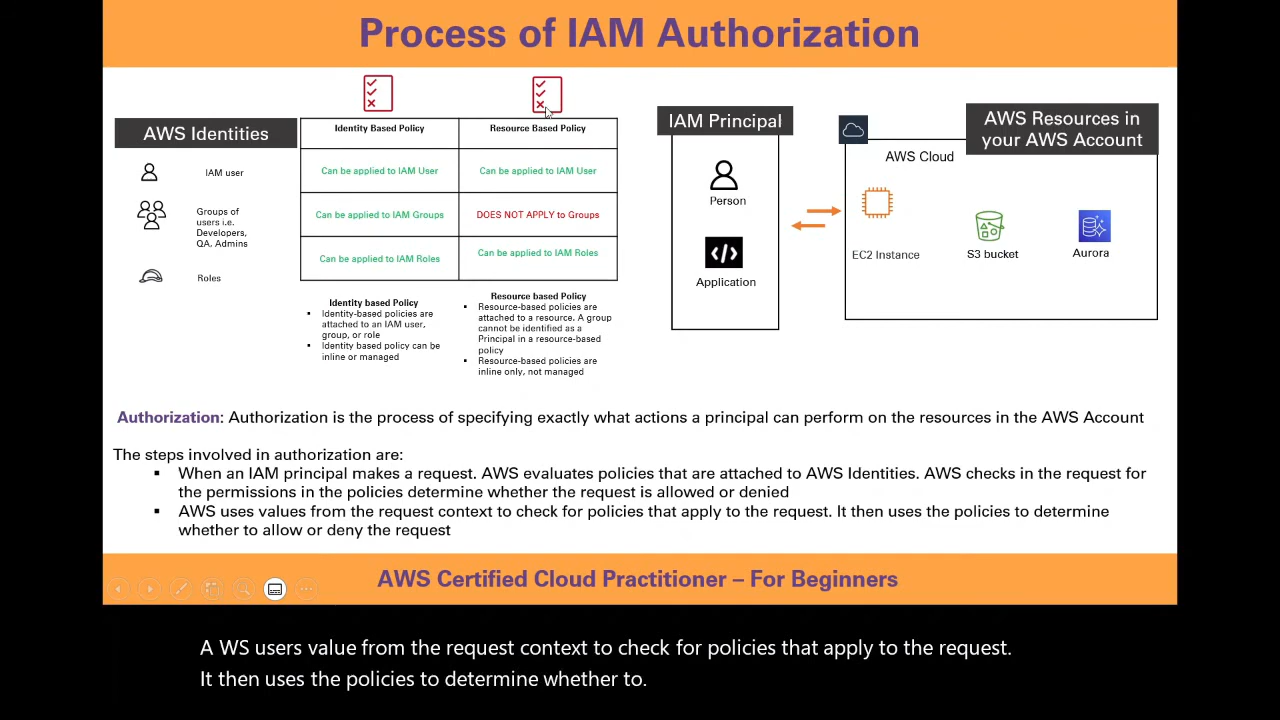 Process of IAM Authorization
AWS Identities
IAM user
Groups of
users i.e.
Developers,
QA, Admins
Roles
Identity Based Policy
Resource Based Policy
Can be applied to IAM User
Can be applied to IAM User
Can be applied to IAM Groups
DOES NOT APPLY to Groups
Can be applied to IAM Roles
Can be applied to IAM Roles
Identity based Policy
▪ Identity-based policies are
attached to an IAM user,
group, or role
▪ Identity based policy can be
inline or managed
Resource based Policy
▪ Resource-based policies are
attached to a resource. A group
cannot be identified as a
Principal in a resource-based
policy
▪ Resource-based policies are
inline only, not managed
IAM Principal
Person
Application
AWS Resources in
your AWS Account
AWS Cloud
EC2 Instance
S3 bucket
Aurora
Authorization: Authorization is the process of specifying exactly what actions a principal can perform on the resources in the AWS Account
The steps involved in authorization are:
▪ When an IAM principal makes a request. AWS evaluates policies that are attached to AWS Identities. AWS checks in the request for
the permissions in the policies determine whether the request is allowed or denied
▪ AWS uses values from the request context to check for policies that apply to the request. It then uses the policies to determine
whether to allow or deny the request
AWS Certified Cloud Practitioner – For Beginners
A WS users value from the request context to check for policies that apply to the request.
It then uses the policies to determine whether to.